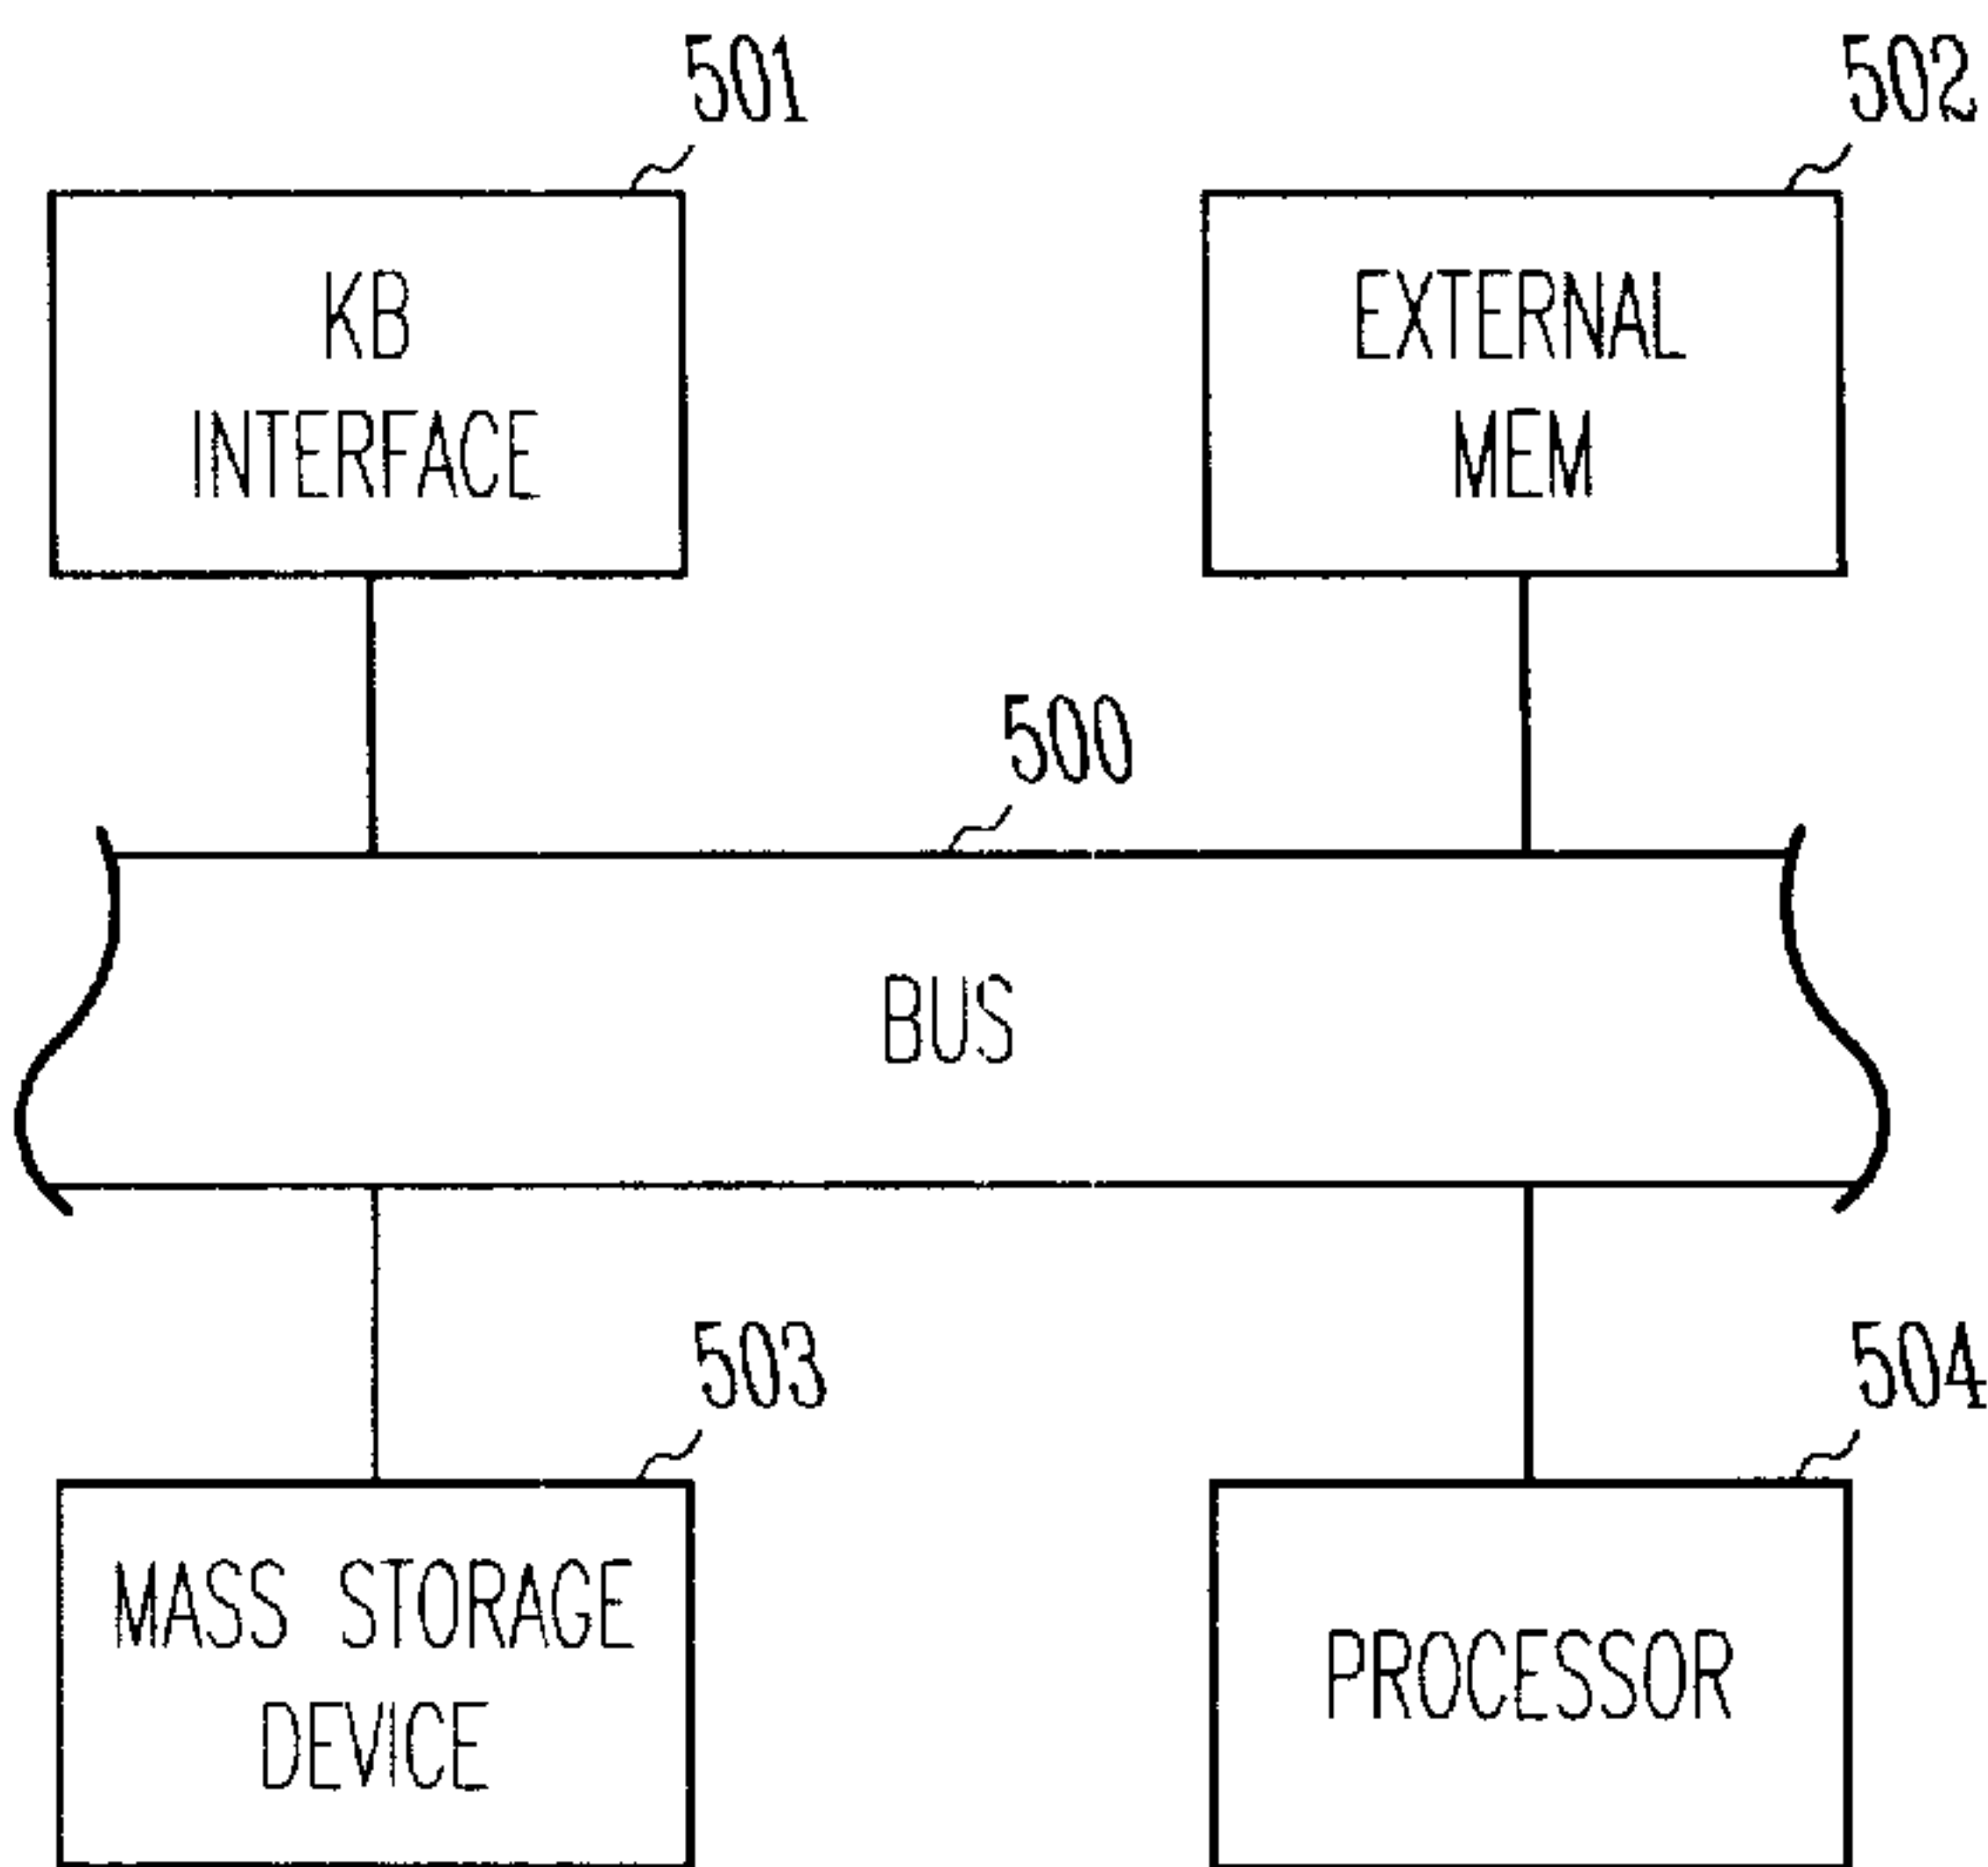 501
502
KB
INTERFACE
EXTERNAL
MEM
500
BUS
503
504
MASS STORAGE
DEVICE
PROCESSOR